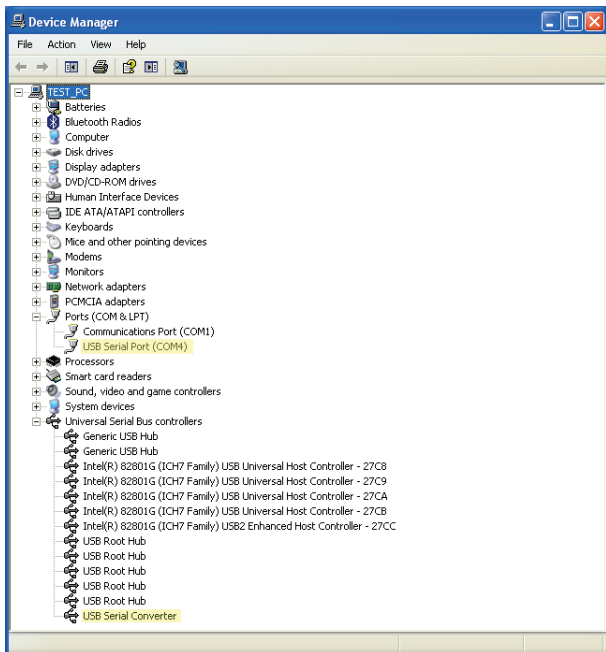 Device Manager
File Action View Help
TEST_PC
Batteries
Bluetooth Radios
Computer
Disk drives
Display adapters
DVD/CD-ROM drives
Human Interface Devices
IDE ATA/ATAPI controllers
Keyboards
Mice and other pointing devices
Modems
Monitors
Network adapters
PCMCIA adapters
Ports (COM & LPT)
Communications Port (COM1)
USB Serial Port (COM4)
Processors
Smart card readers
Sound, video and game controllers
System devices
Universal Serial Bus controllers
Generic USB Hub
Generic USB Hub
Intel(R) 82801G (ICH7 Family) USB Universal Host Controller - 27C8
Intel(R) 82801G (ICH7 Family) USB Universal Host Controller - 27C9
Intel(R) 82801G (ICH7 Family) USB Universal Host Controller - 27CA
Intel(R) 82801G (ICH7 Family) USB Universal Host Controller - 27CB
Intel(R) 82801G (ICH7 Family) USB2 Enhanced Host Controller - 27CC
USB Root Hub
USB Root Hub
USB Root Hub
USB Root Hub
USB Root Hub
USB Serial Converter